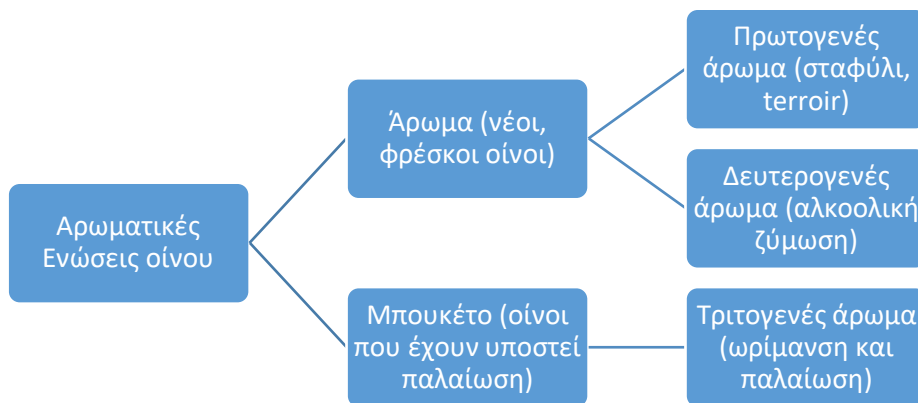 Αρωματικές
Ενώσεις οίνου
Άρωμα (νέοι,
φρέσκοι οίνοι)
Πρωτογενές
άρωμα (σταφύλι,
terroir)
Δευτερογενές
άρωμα (αλκοολική
ζύμωση)
Μπουκέτο (οίνοι
που έχουν υποστεί
παλαίωση)
Τριτογενές άρωμα
(ωρίμανση και
παλαίωση)